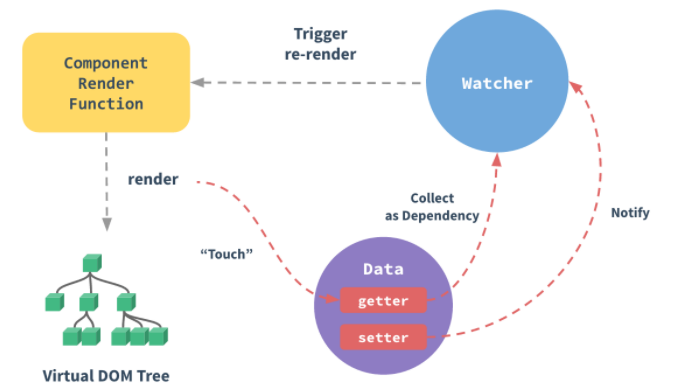 Trigger
re-render
Component
Render
Function
Watcher
render
Collect
as Dependency
Notify
“Touch”
Data
getter
setter
Virtual DOM Tree